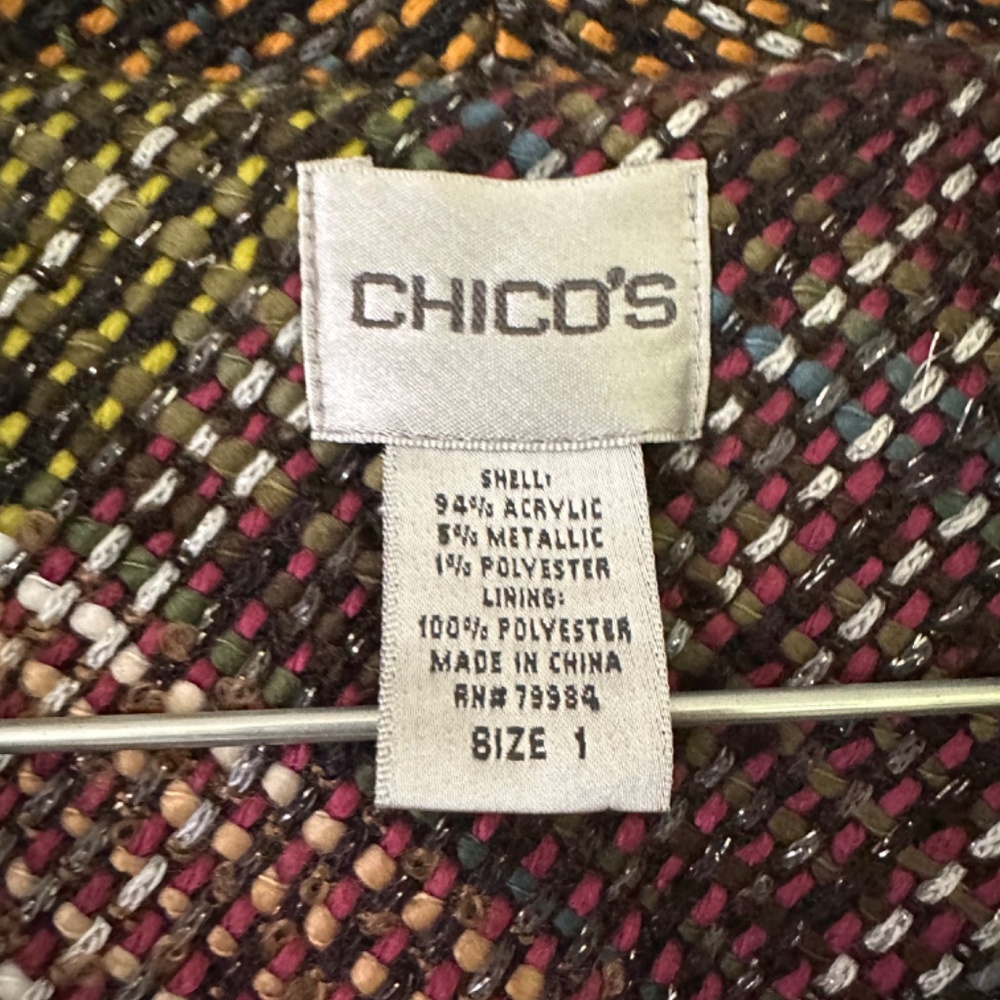 CHICO'S
SHELL:
94% ACRYLIC
5% METALLIC
1% POLYESTER
LINING:
100% POLYESTER
MADE IN CHINA
RN# 79984
SIZE 1